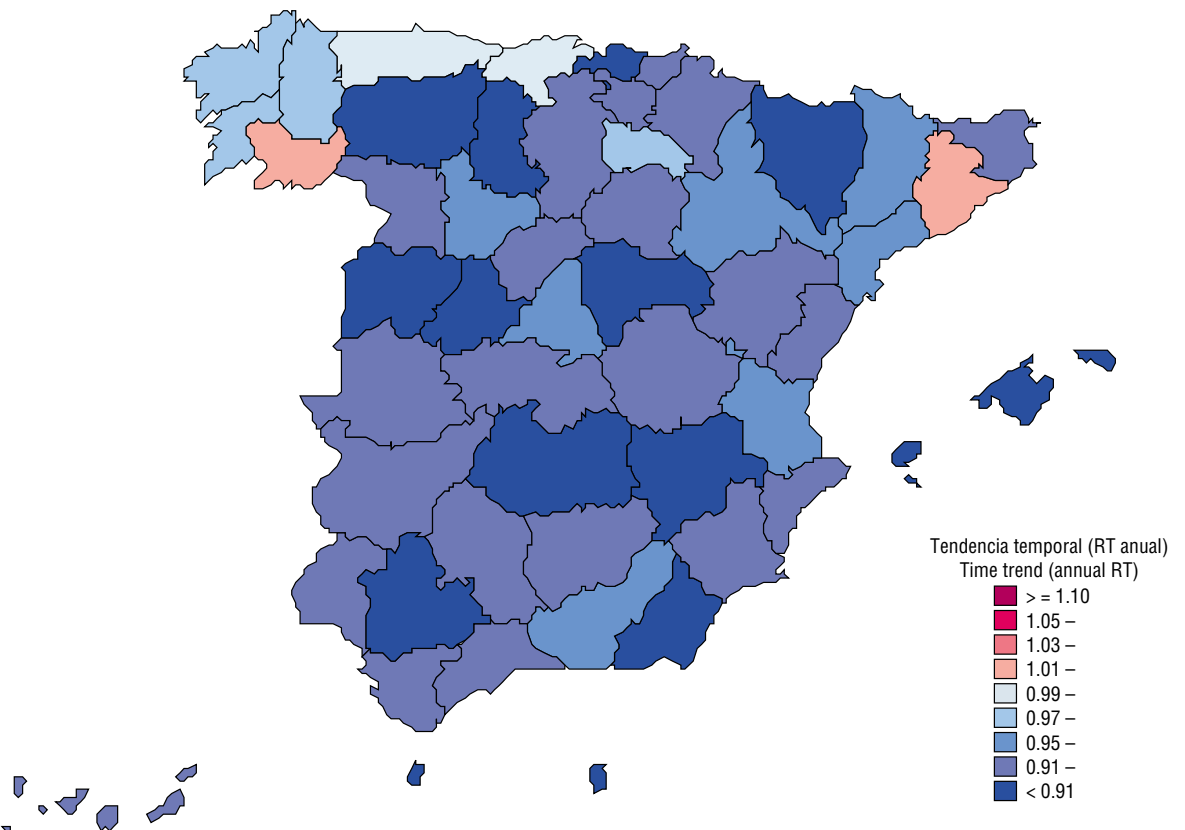 Tendencia temporal (RT anual)
Time trend (annual RT)
> = 1.10
1.05 –
1.03 –
1.01 –
0.99 –
0.97 –
0.95 –
0.91 –
< 0.91